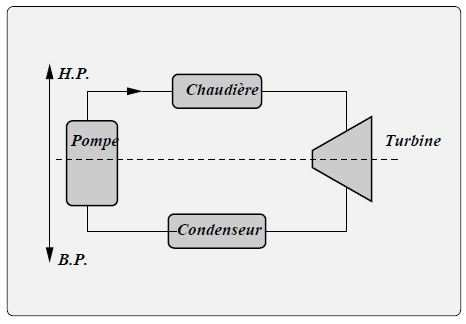 H.P.
Chaudière
Pompe
Turbine
Condenseur
B.P.